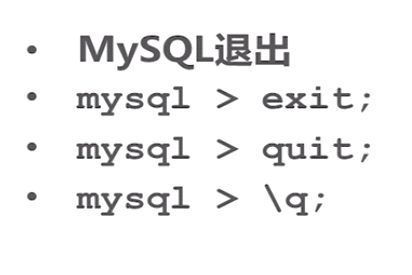 • MySQL退出
• mysql > exit;
• mysql > quit;
• mysql > \q;